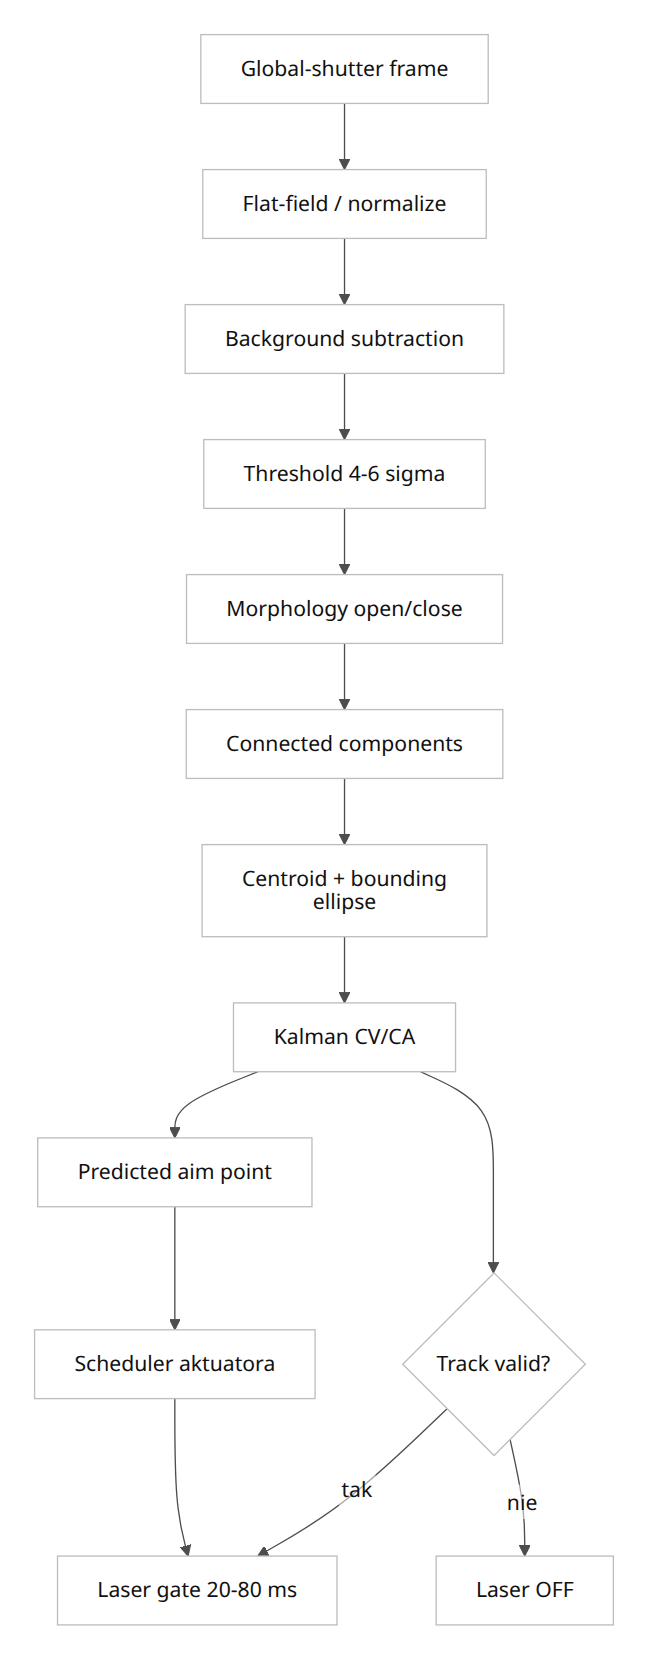 Global-shutter frame
Flat-field / normalize
Background subtraction
Threshold 4-6 sigma
Morphology open/close
Connected components
Centroid + bounding
ellipse
Kalman CV/CA
Predicted aim point
Scheduler aktuatora
Track valid?
tak
nie
Laser gate 20-80 ms
Laser OFF